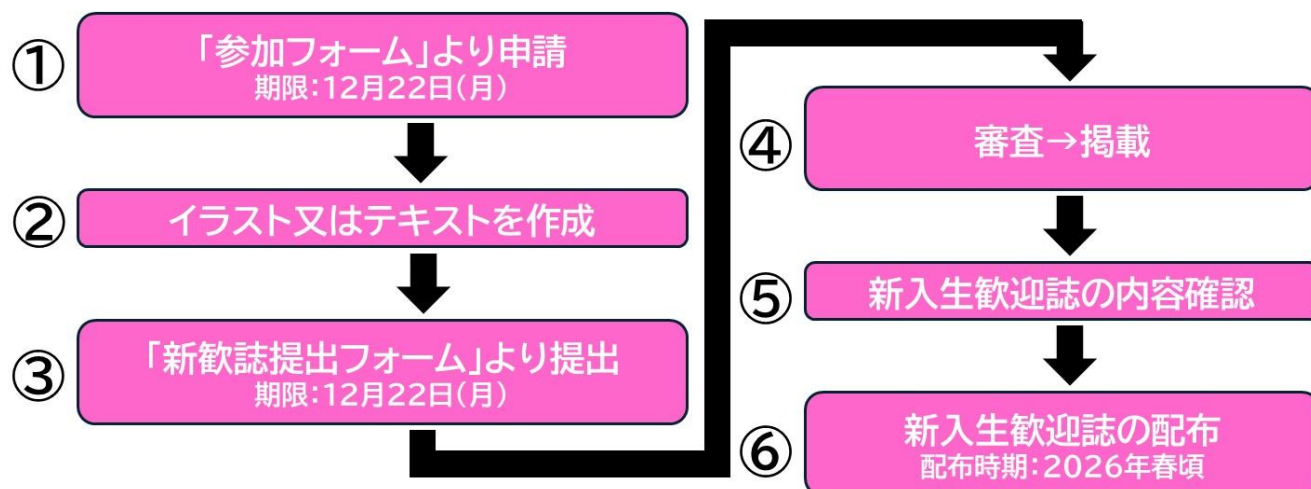 ①
「参加フォーム」より申請
期限：12月22日（月）
②
イラスト又はテキストを作成
③
「新歓誌提出フォーム」より提出
期限：12月22日（月）
④
審査→掲載
⑤
新入生歓迎誌の内容確認
⑥
新入生歓迎誌の配布
配布時期：2026年春頃